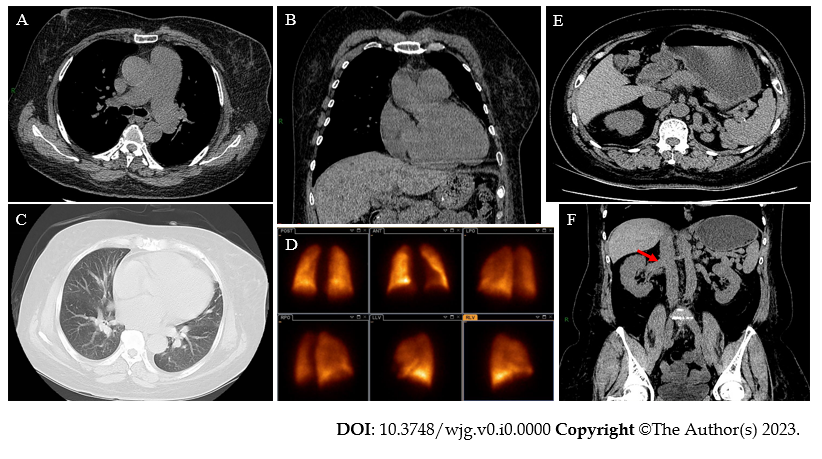 A
B
E
C
D
POST
ANT
LPO
RPO
LLV
RLV
F
R
DOI: 10.3748/wjg.v0.i0.0000 Copyright ©The Author(s) 2023.